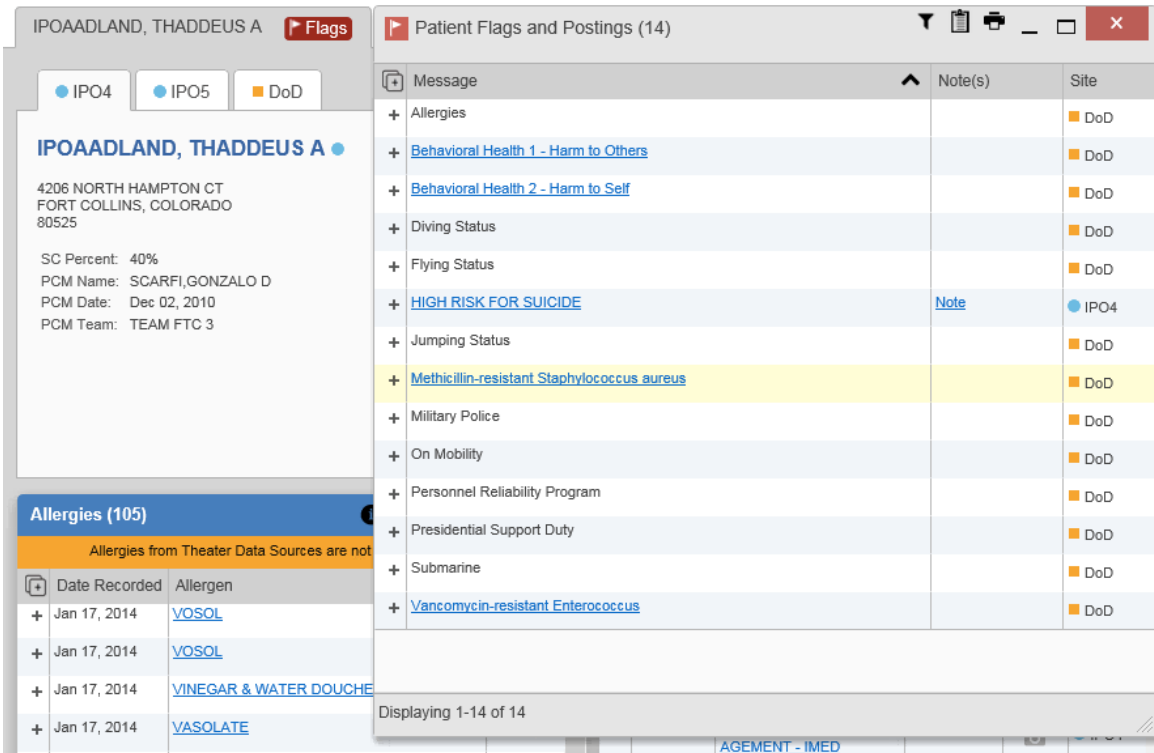 IPOAADLAND, THADDEUS A
Flags
IPO4
IPO5
DoD
IPOAADLAND, THADDEUS A
4206 NORTH HAMPTON CT
FORT COLLINS, COLORADO
80525
SC Percent: 40%
PCM Name: SCARFI,GONZALO D
PCM Date: Dec 02, 2010
PCM Team: TEAM FTC 3
Allergies (105)
Allergies from Theater Data Sources are not
Date Recorded Allergen
Jan 17, 2014 VOSOL
Jan 17, 2014 VOSOL
Jan 17, 2014 VINEGAR & WATER DOUCHE
Jan 17, 2014 VASOLATE
Patient Flags and Postings (14)
Message Note(s) Site
Allergies DoD
Behavioral Health 1 - Harm to Others DoD
Behavioral Health 2 - Harm to Self DoD
Diving Status DoD
Flying Status DoD
HIGH RISK FOR SUICIDE Note IPO4
Jumping Status DoD
Methicillin-resistant Staphylococcus aureus DoD
Military Police DoD
On Mobility DoD
Personnel Reliability Program DoD
Presidential Support Duty DoD
Submarine DoD
Vancomycin-resistant Enterococcus DoD
Displaying 1-14 of 14
AGEMENT - IMED